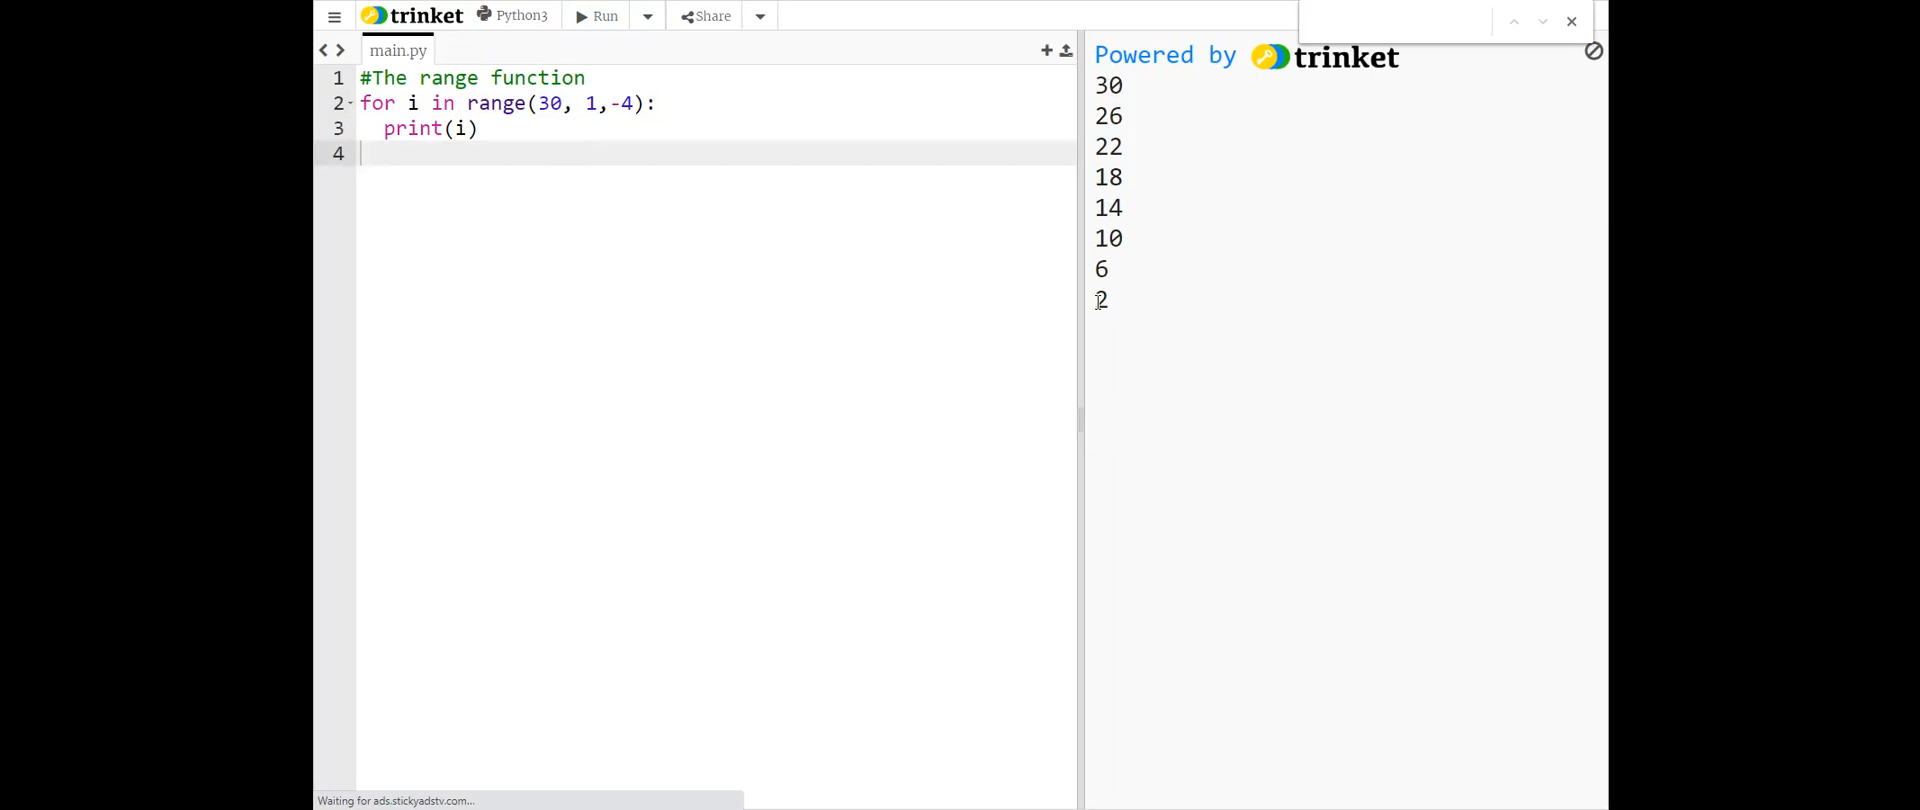 trinket Python3 Run Share
main.py
1 #The range function
2 for i in range(30, 1,-4):
3 print(i)
4
Powered by trinket
30
26
22
18
14
10
6
2
Waiting for ads.stickyadstv.com...